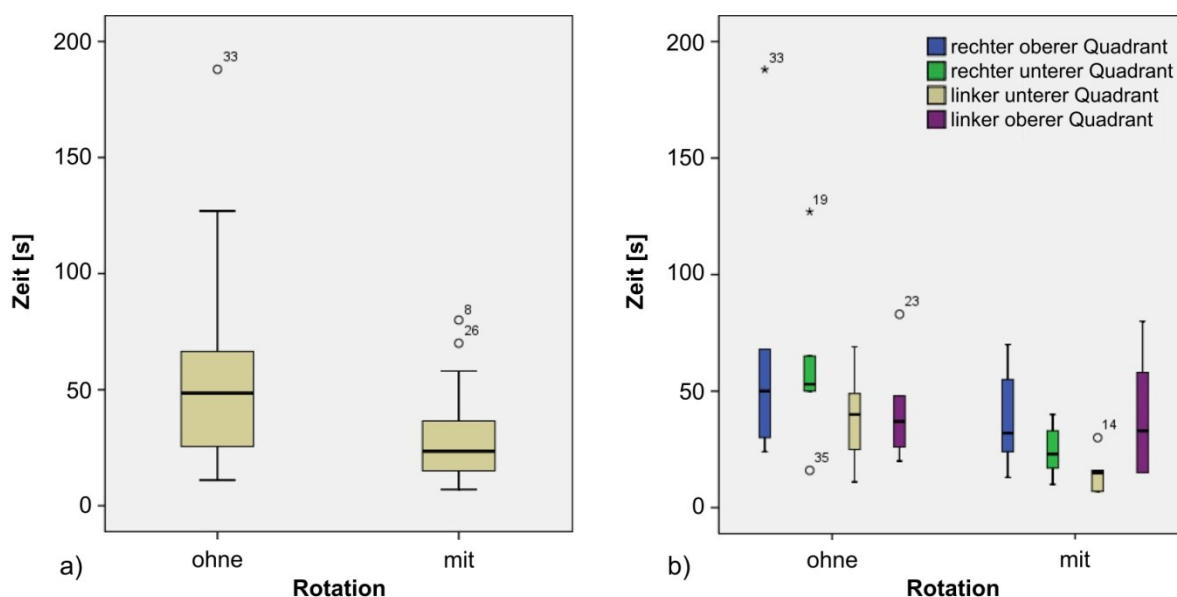 200
150
100
50
0
Zeit [s]
33
8
26
ohne
mit
Rotation
a)
200
150
100
50
0
Zeit [s]
rechter oberer Quadrant
rechter unterer Quadrant
linker unterer Quadrant
linker oberer Quadrant
33
19
23
35
14
ohne
mit
Rotation
b)